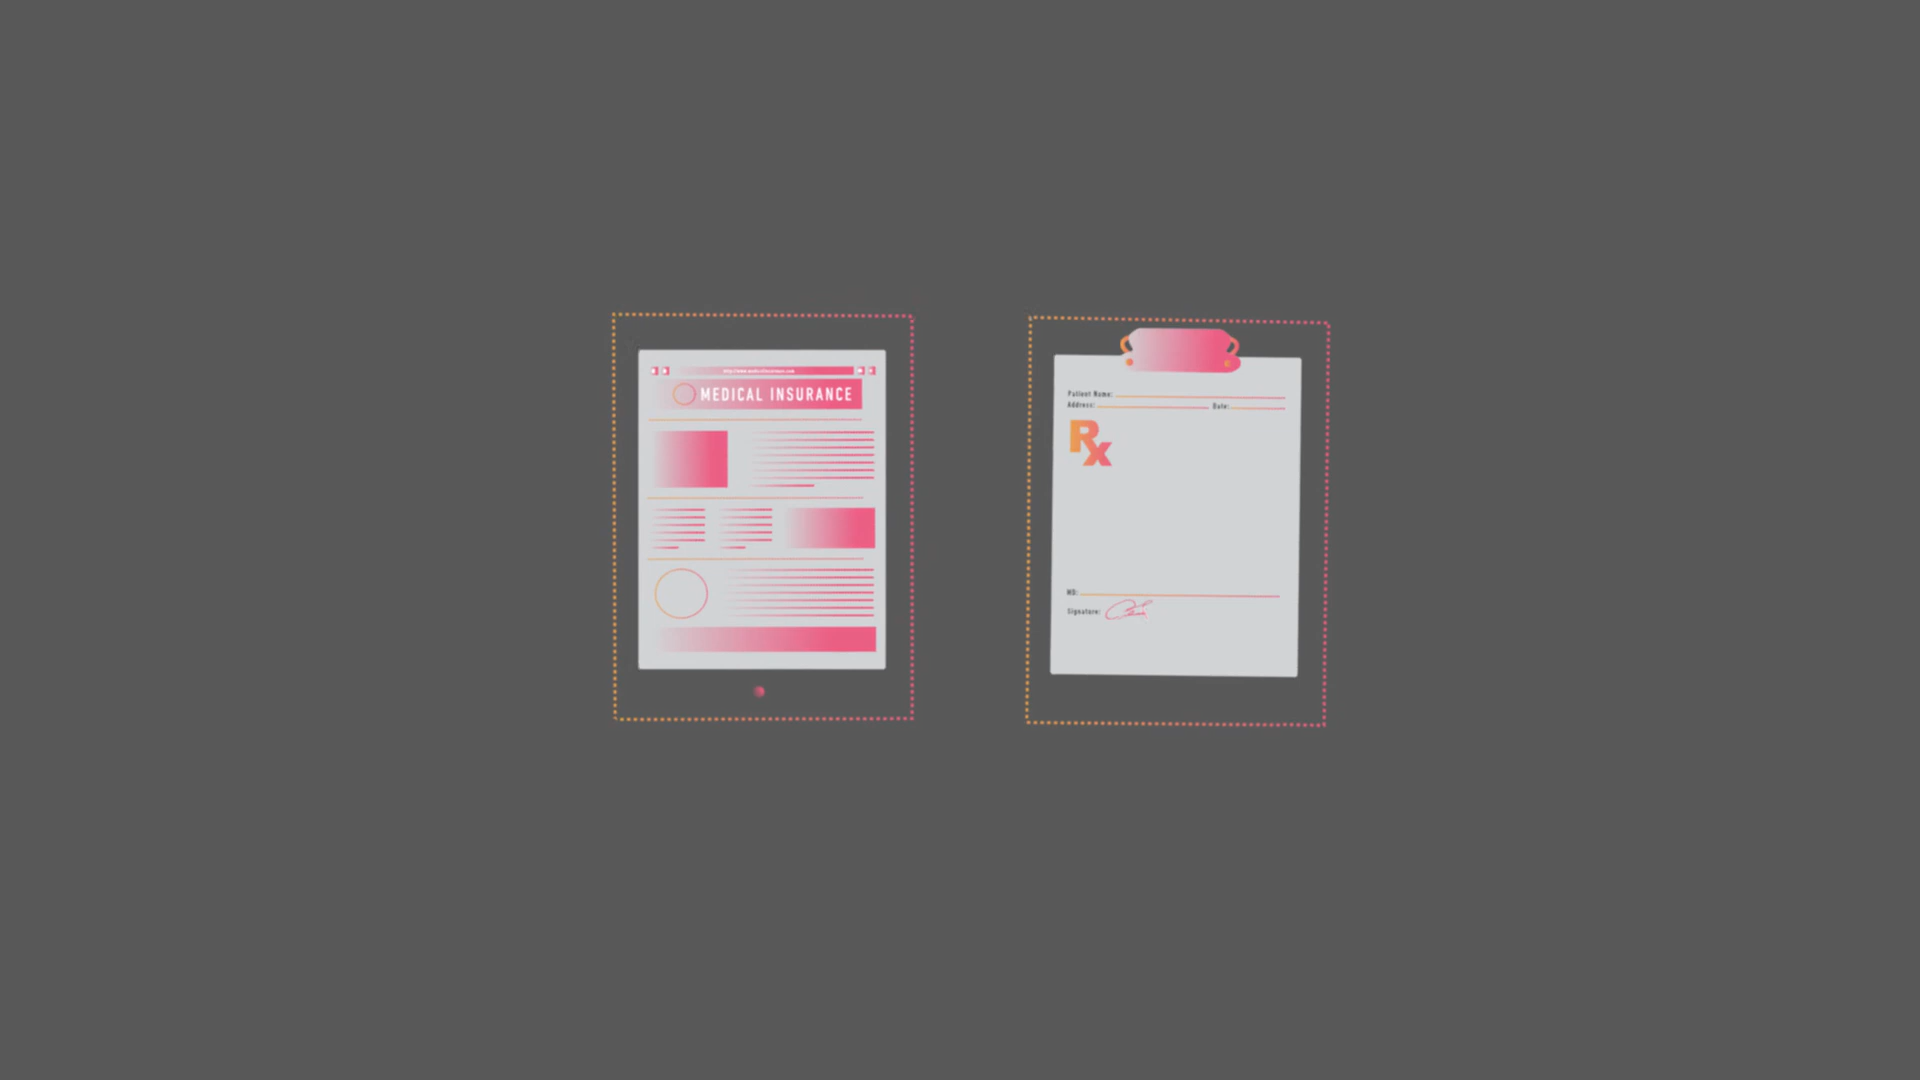 MEDICAL INSURANCE
Patient Name:
Address: Date:
Rx
MD:
Signature: